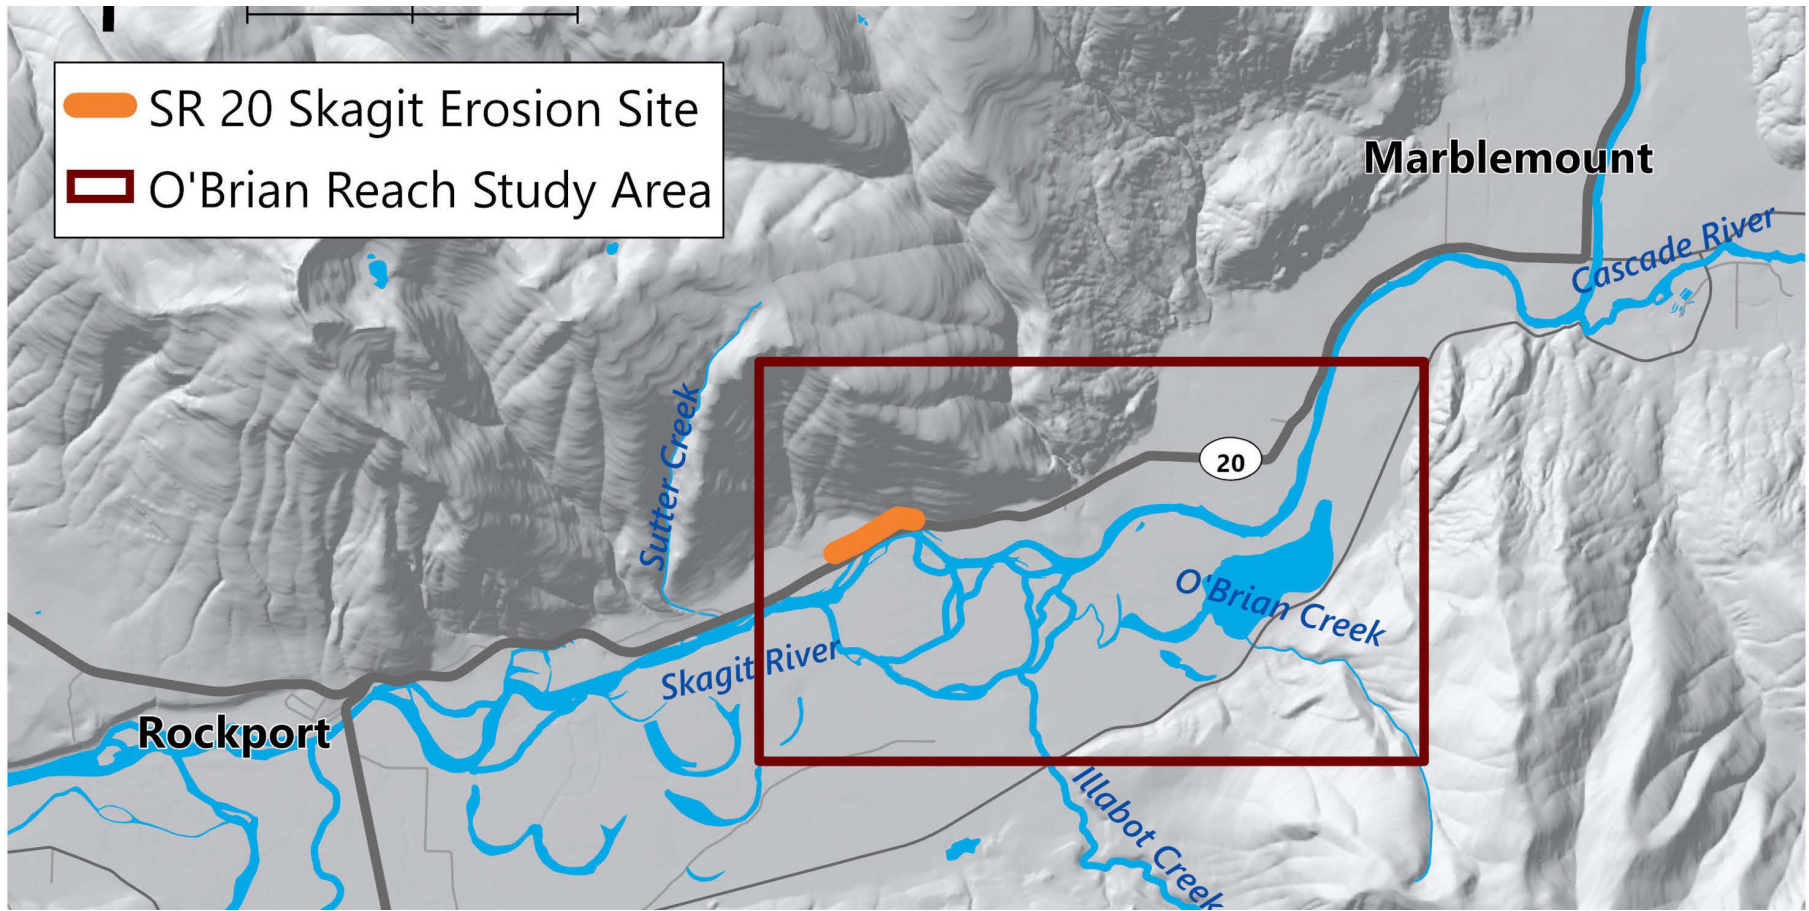 SR 20 Skagit Erosion Site
O'Brian Reach Study Area
Marblemount
Cascade River
Sutter Creek
20
O'Brian Creek
Skagit River
Rockport
Illabot Creek